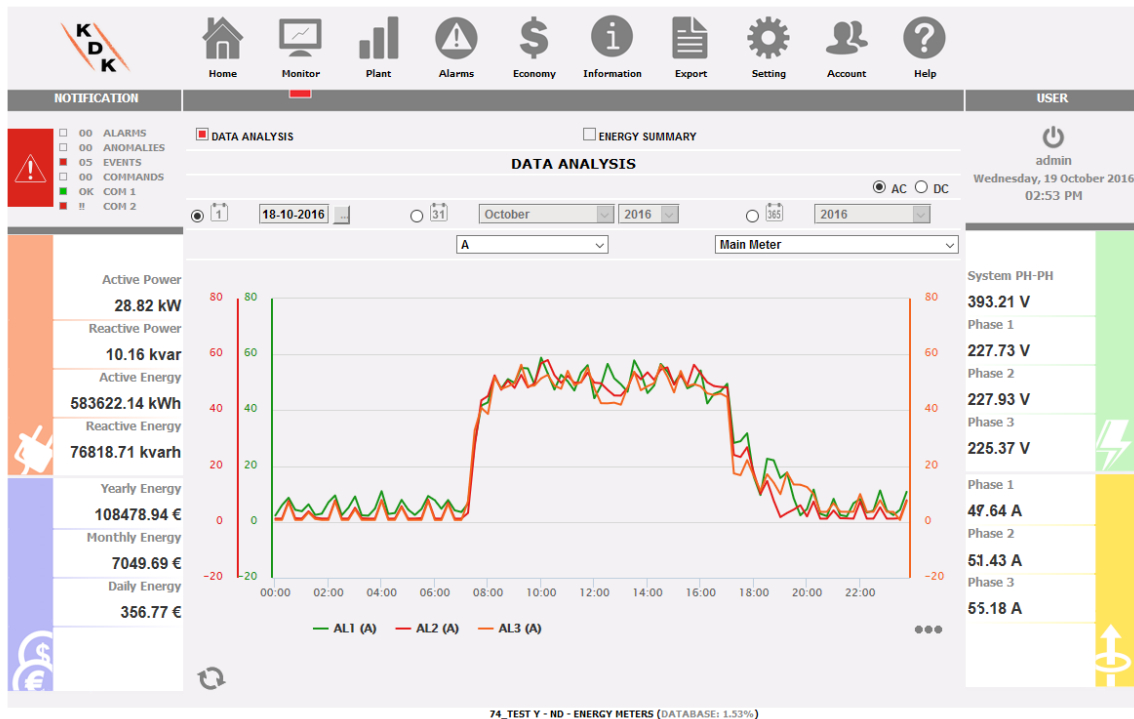 K
D
K
Home Monitor Plant Alarms Economy Information Export Setting Account Help
NOTIFICATION
USER
00 ALARMS
00 ANOMALIES
05 EVENTS
00 COMMANDS
OK COM 1
!! COM 2
DATA ANALYSIS ENERGY SUMMARY
DATA ANALYSIS
AC DC
1 18-10-2016 ... 31 October 2016 365 2016
A Main Meter
admin
Wednesday, 19 October 2016
02:53 PM
Active Power
28.82 kW
Reactive Power
10.16 kvar
Active Energy
583622.14 kWh
Reactive Energy
76818.71 kvarh
Yearly Energy
108478.94 €
Monthly Energy
7049.69 €
Daily Energy
356.77 €
$
€
80 80 80
60 60 60
40 40 40
20 20 20
0 0 0
−20 −20 −20
00:00 02:00 04:00 06:00 08:00 10:00 12:00 14:00 16:00 18:00 20:00 22:00
AL1 (A) AL2 (A) AL3 (A)
System PH-PH
393.21 V
Phase 1
227.73 V
Phase 2
227.93 V
Phase 3
225.37 V
Phase 1
47.64 A
Phase 2
51.43 A
Phase 3
55.18 A
74_TEST Y - ND - ENERGY METERS (DATABASE: 1.53%)